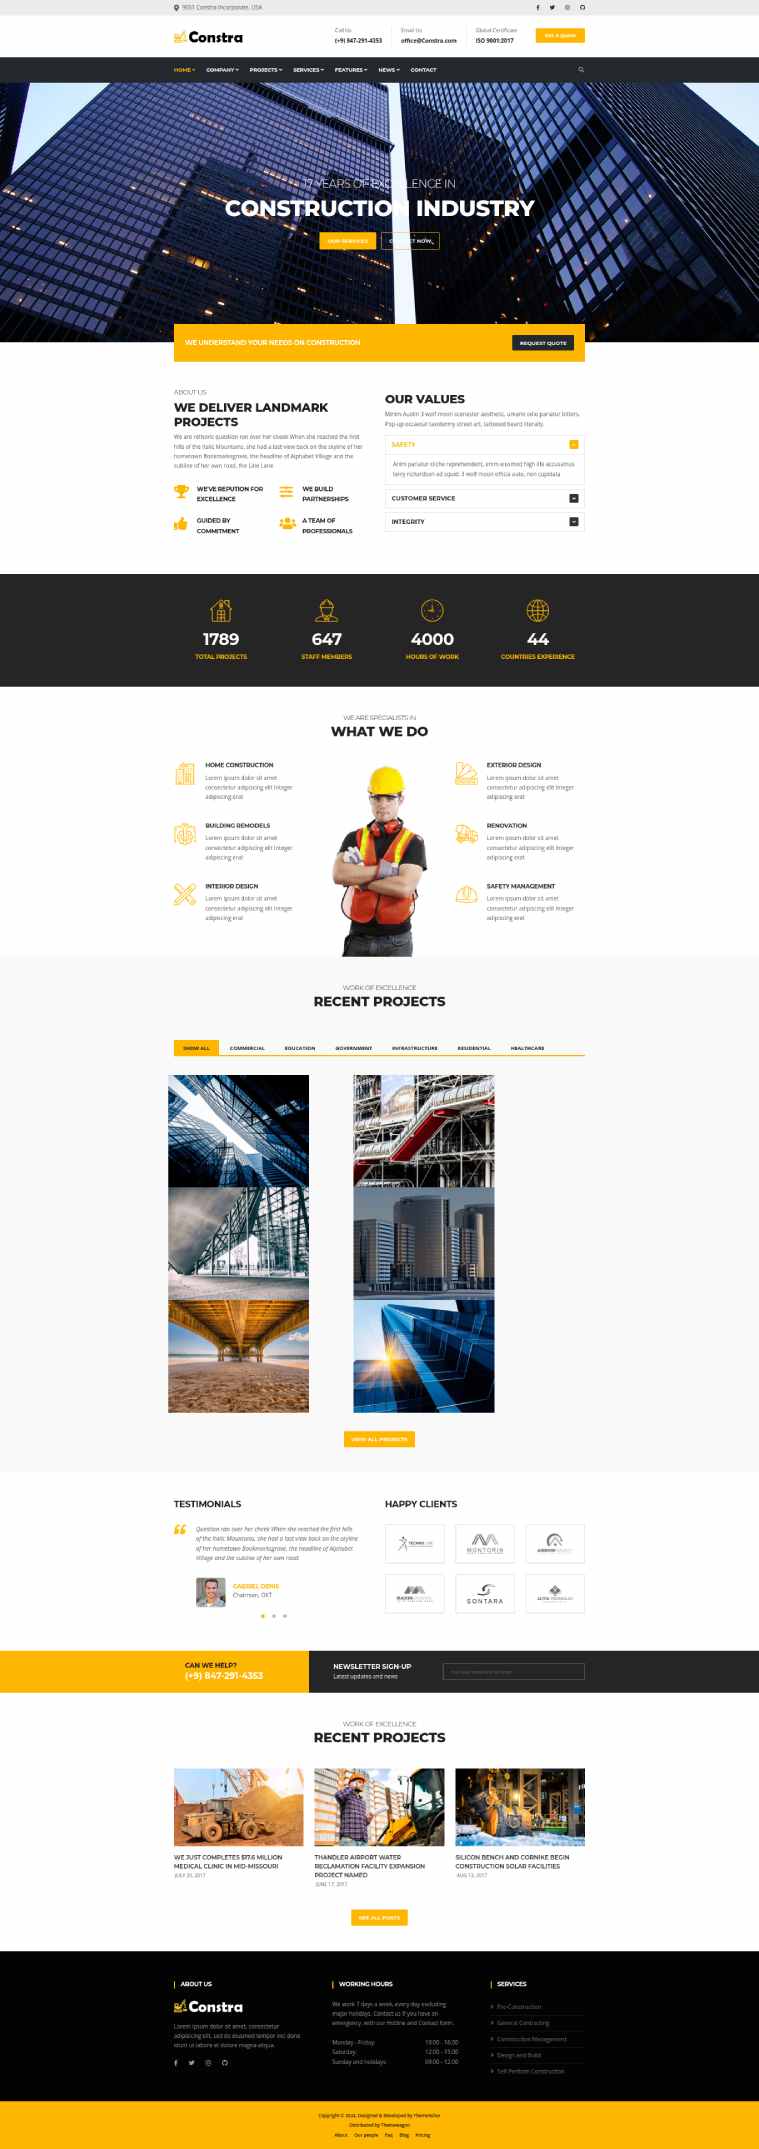 9051 Constra Incorporate, USA
Constra
Call Us
(+9) 847-291-4353
Email Us
office@Constra.com
Global Certificate
ISO 9001:2017
Get A Quote
HOME
COMPANY
PROJECTS
SERVICES
FEATURES
NEWS
CONTACT
17 YEARS OF EXCELLENCE IN
CONSTRUCTION INDUSTRY
OUR SERVICES
CONTACT NOW
WE UNDERSTAND YOUR NEEDS ON CONSTRUCTION
REQUEST QUOTE
ABOUT US
WE DELIVER LANDMARK
PROJECTS
We are rethoric question ran over her cheek When she reached the first
hills of the Italic Mountains, she had a last view back on the skyline of her
hometown Bookmarksgrove, the headline of Alphabet Village and the
subline of her own road, the Line Lane.
WE'VE REPUTION FOR
EXCELLENCE
WE BUILD
PARTNERSHIPS
GUIDED BY
COMMITMENT
A TEAM OF
PROFESSIONALS
OUR VALUES
Minim Austin 3 wolf moon scenester aesthetic, umami odio pariatur bitters.
Pop-up occaecat taxidermy street art, tattooed beard literally.
SAFETY
Anim pariatur cliche reprehenderit, enim eiusmod high life accusamus
terry richardson ad squid. 3 wolf moon officia aute, non cupidata
CUSTOMER SERVICE
INTEGRITY
1789
TOTAL PROJECTS
647
STAFF MEMBERS
4000
HOURS OF WORK
44
COUNTRIES EXPERIENCE
WE ARE SPECIALISTS IN
WHAT WE DO
HOME CONSTRUCTION
Lorem ipsum dolor sit amet
consectetur adipiscing elit Integer
adipiscing erat
BUILDING REMODELS
Lorem ipsum dolor sit amet
consectetur adipiscing elit Integer
adipiscing erat
INTERIOR DESIGN
Lorem ipsum dolor sit amet
consectetur adipiscing elit Integer
adipiscing erat
EXTERIOR DESIGN
Lorem ipsum dolor sit amet
consectetur adipiscing elit Integer
adipiscing erat
RENOVATION
Lorem ipsum dolor sit amet
consectetur adipiscing elit Integer
adipiscing erat
SAFETY MANAGEMENT
Lorem ipsum dolor sit amet
consectetur adipiscing elit Integer
adipiscing erat
WORK OF EXCELLENCE
RECENT PROJECTS
SHOW ALL
COMMERCIAL
EDUCATION
GOVERNMENT
INFRASTRUCTURE
RESIDENTIAL
HEALTHCARE
VIEW ALL PROJECTS
TESTIMONIALS
Question ran over her cheek When she reached the first hills
of the Italic Mountains, she had a last view back on the skyline
of her hometown Bookmarksgrove, the headline of Alphabet
Village and the subline of her own road.
GABRIEL DENIS
Chairman, OKT
HAPPY CLIENTS
MONTORIN
SONTARA
CAN WE HELP?
(+9) 847-291-4353
NEWSLETTER SIGN-UP
Latest updates and news
WORK OF EXCELLENCE
RECENT PROJECTS
WE JUST COMPLETES $17.6 MILLION
MEDICAL CLINIC IN MID-MISSOURI
JULY 20, 2017
THANDLER AIRPORT WATER
RECLAMATION FACILITY EXPANSION
PROJECT NAMED
JUNE 17, 2017
SILICON BENCH AND CORNIKE BEGIN
CONSTRUCTION SOLAR FACILITIES
AUG 13, 2017
SEE ALL POSTS
ABOUT US
Constra
Lorem ipsum dolor sit amet, consectetur
adipisicing elit, sed do eiusmod tempor inci done
idunt ut labore et dolore magna aliqua.
WORKING HOURS
We work 7 days a week, every day excluding
major holidays. Contact us if you have an
emergency, with our Hotline and Contact form.
Monday - Friday: 10:00 - 16:00
Saturday: 12:00 - 15:00
Sunday and holidays: 09:00 - 12:00
SERVICES
Pre-Construction
General Contracting
Construction Management
Design and Build
Self-Perform Construction
Distributed by Themewagon
About
Our people
Faq
Blog
Pricing